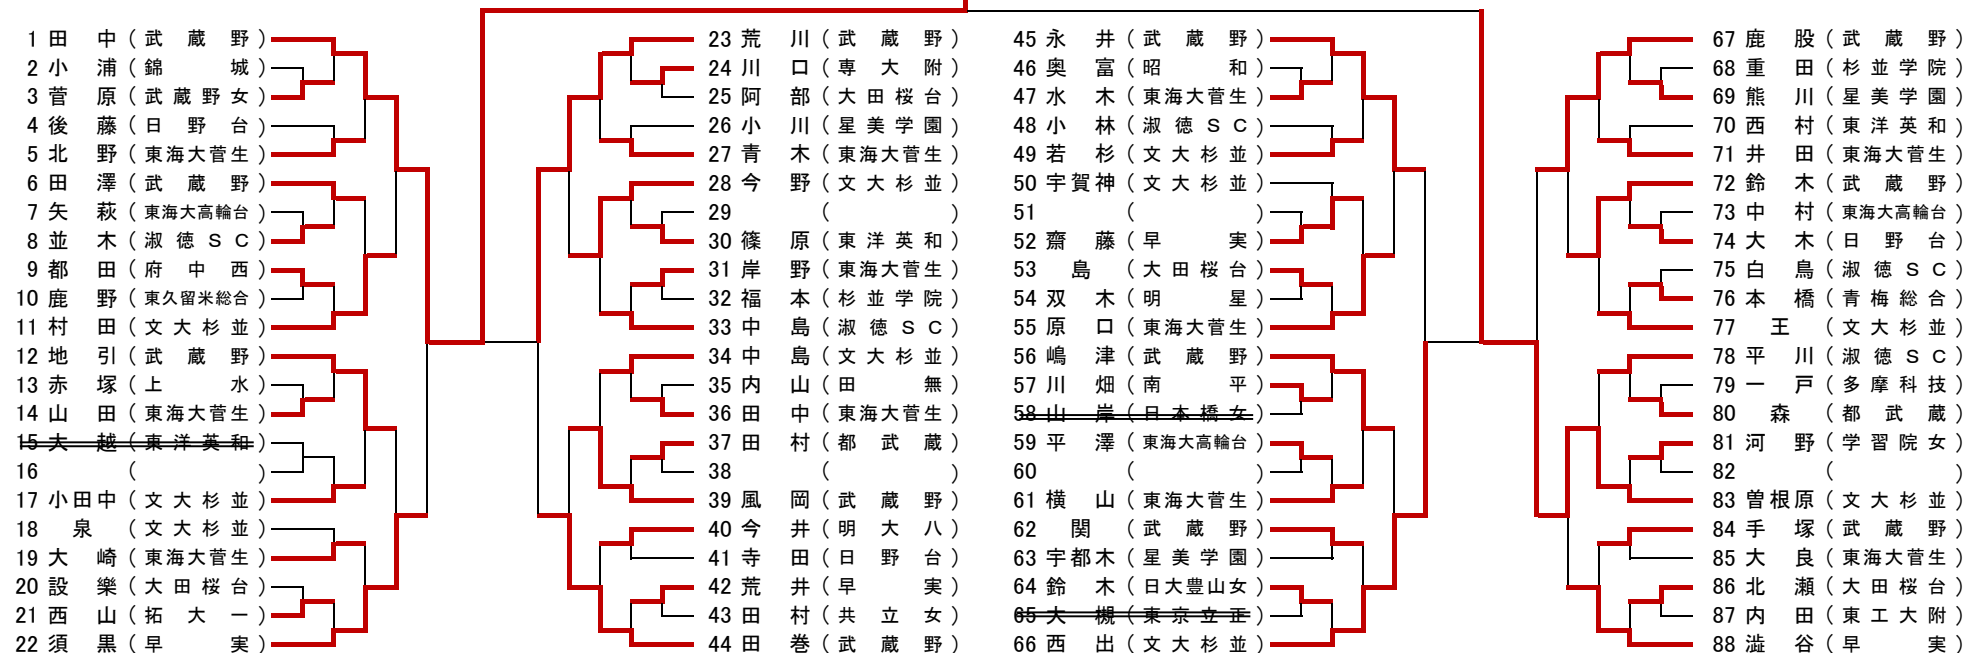 1 田中 (武蔵野)
2 小浦 (錦城)
3 菅原 (武蔵野女)
4 後藤 (日野台)
5 北野 (東海大菅生)
6 田澤 (武蔵野)
7 矢萩 (東海大高輪台)
8 並木 (淑徳ＳＣ)
9 都田 (府中西)
10 鹿野 (東久留米総合)
11 村田 (文大杉並)
12 地引 (武蔵野)
13 赤塚 (上水)
14 山田 (東海大菅生)
15 大越 (東洋英和)
16 ( )
17 小田中 (文大杉並)
18 泉 (文大杉並)
19 大崎 (東海大菅生)
20 設樂 (大田桜台)
21 西山 (拓大一)
22 須黒 (早実)
23 荒川 (武蔵野)
24 川口 (専大附)
25 阿部 (大田桜台)
26 小川 (星美学園)
27 青木 (東海大菅生)
28 今野 (文大杉並)
29 ( )
30 篠原 (東洋英和)
31 岸野 (東海大菅生)
32 福本 (杉並学院)
33 中島 (淑徳ＳＣ)
34 中島 (文大杉並)
35 内山 (田無)
36 田中 (東海大菅生)
37 田村 (都武蔵)
38 ( )
39 風岡 (武蔵野)
40 今井 (明大八)
41 寺田 (日野台)
42 荒井 (早実)
43 田村 (共立女)
44 田巻 (武蔵野)
45 永井 (武蔵野)
46 奥富 (昭和)
47 水木 (東海大菅生)
48 小林 (淑徳ＳＣ)
49 若杉 (文大杉並)
50 宇賀神 (文大杉並)
51 ( )
52 齋藤 (早実)
53 島 (大田桜台)
54 双木 (明星)
55 原口 (東海大菅生)
56 嶋津 (武蔵野)
57 川畑 (南平)
58 山岸 (日本橋女)
59 平澤 (東海大高輪台)
60 ( )
61 横山 (東海大菅生)
62 関 (武蔵野)
63 宇都木 (星美学園)
64 鈴木 (日大豊山女)
65 大槻 (東京立正)
66 西出 (文大杉並)
67 鹿股 (武蔵野)
68 重田 (杉並学院)
69 熊川 (星美学園)
70 西村 (東洋英和)
71 井田 (東海大菅生)
72 鈴木 (武蔵野)
73 中村 (東海大高輪台)
74 大木 (日野台)
75 白鳥 (淑徳ＳＣ)
76 本橋 (青梅総合)
77 王 (文大杉並)
78 平川 (淑徳ＳＣ)
79 一戸 (多摩科技)
80 森 (都武蔵)
81 河野 (学習院女)
82 ( )
83 曽根原 (文大杉並)
84 手塚 (武蔵野)
85 大良 (東海大菅生)
86 北瀬 (大田桜台)
87 内田 (東工大附)
88 澁谷 (早実)